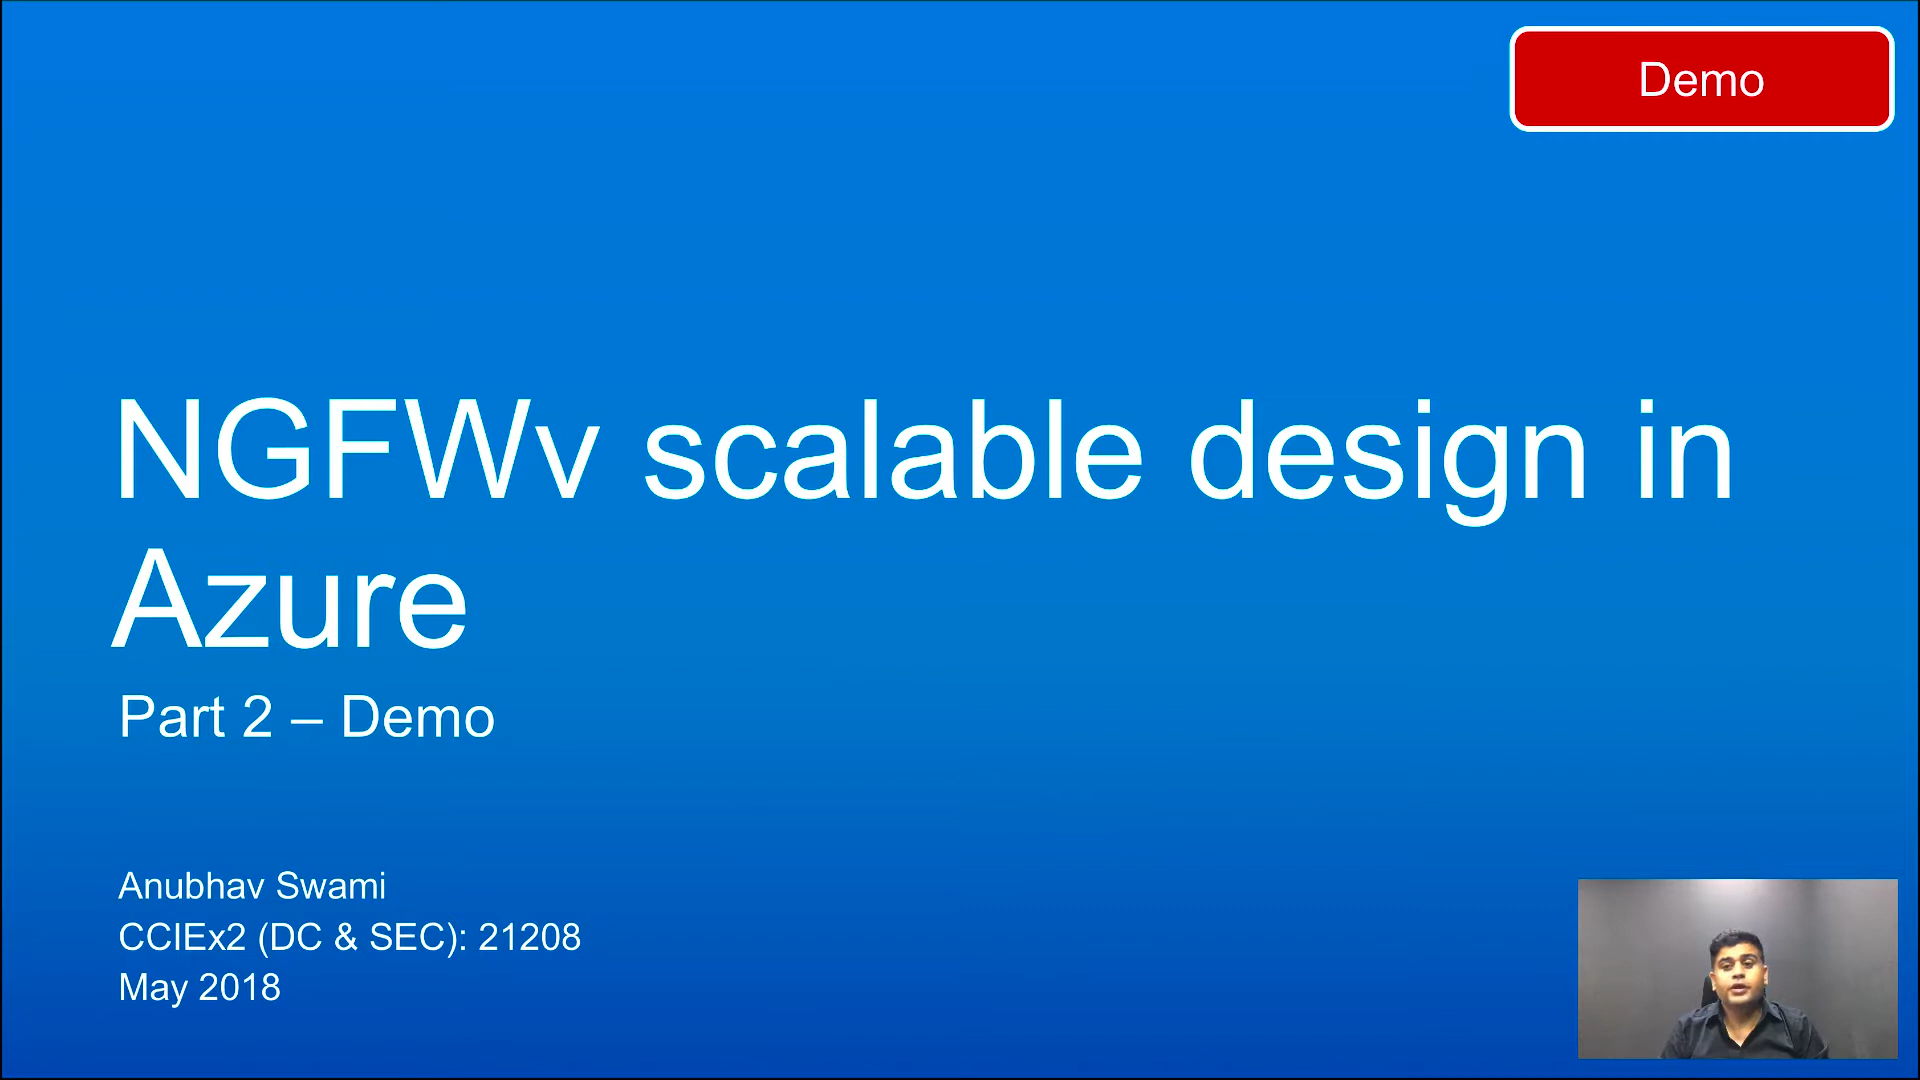 Demo
NGFWv scalable design in
Azure
Part 2 – Demo
Anubhav Swami
CCIEx2 (DC & SEC): 21208
May 2018